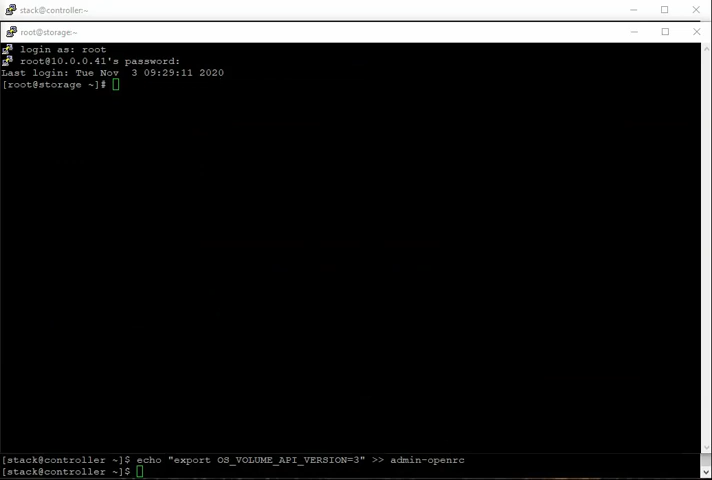 stack@controller:~
root@storage:~
login as: root
root@10.0.0.41's password:
Last login: Tue Nov  3 09:29:11 2020
[root@storage ~]#
[stack@controller ~]$ echo "export OS_VOLUME_API_VERSION=3" >> admin-openrc
[stack@controller ~]$